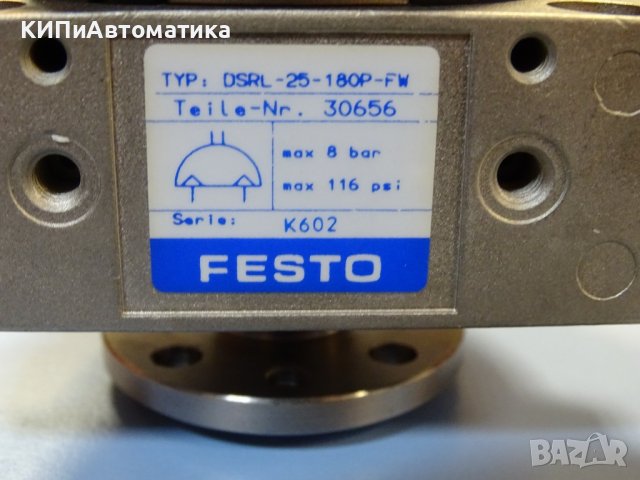 КИПиАвтоматика
TYP: DSRL-25-180P-FW
Teile-Nr. 30656
max 8 bar
max 116 psi
Serie: K602
FESTO
BAZAR